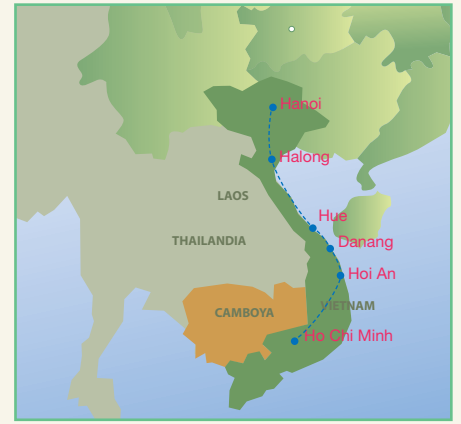 Hanoi
Halong
LAOS
Hue
THAILANDIA
Danang
Hoi An
CAMBOYA
VIETNAM
Ho Chi Minh